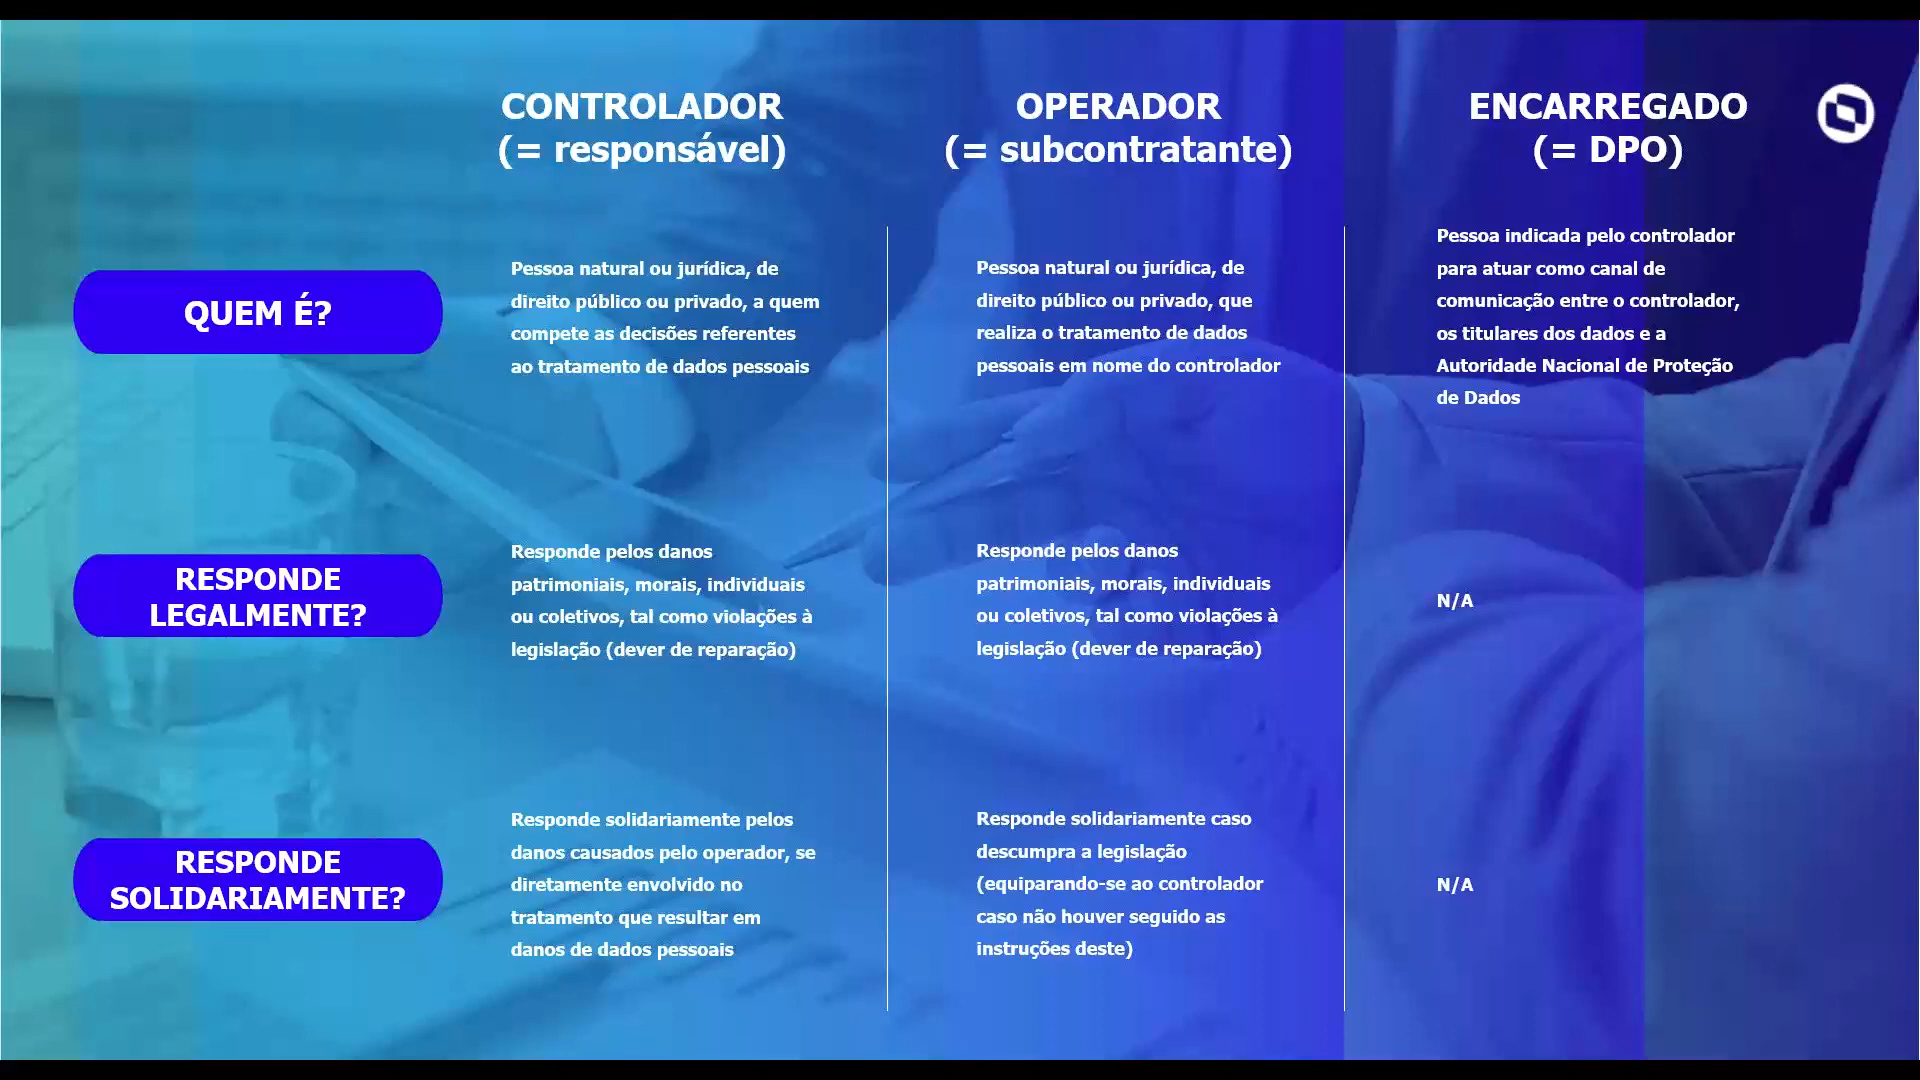 CONTROLADOR
(= responsável)
OPERADOR
(= subcontratante)
ENCARREGADO
(= DPO)
QUEM É?
Pessoa natural ou jurídica, de
direito público ou privado, a quem
compete as decisões referentes
ao tratamento de dados pessoais
Pessoa natural ou jurídica, de
direito público ou privado, que
realiza o tratamento de dados
pessoais em nome do controlador
Pessoa indicada pelo controlador
para atuar como canal de
comunicação entre o controlador,
os titulares dos dados e a
Autoridade Nacional de Proteção
de Dados
RESPONDE
LEGALMENTE?
Responde pelos danos
patrimoniais, morais, individuais
ou coletivos, tal como violações à
legislação (dever de reparação)
Responde pelos danos
patrimoniais, morais, individuais
ou coletivos, tal como violações à
legislação (dever de reparação)
N/A
RESPONDE
SOLIDARIAMENTE?
Responde solidariamente pelos
danos causados pelo operador, se
diretamente envolvido no
tratamento que resultar em
danos de dados pessoais
Responde solidariamente caso
descumpra a legislação
(equiparando-se ao controlador
caso não houver seguido as
instruções deste)
N/A